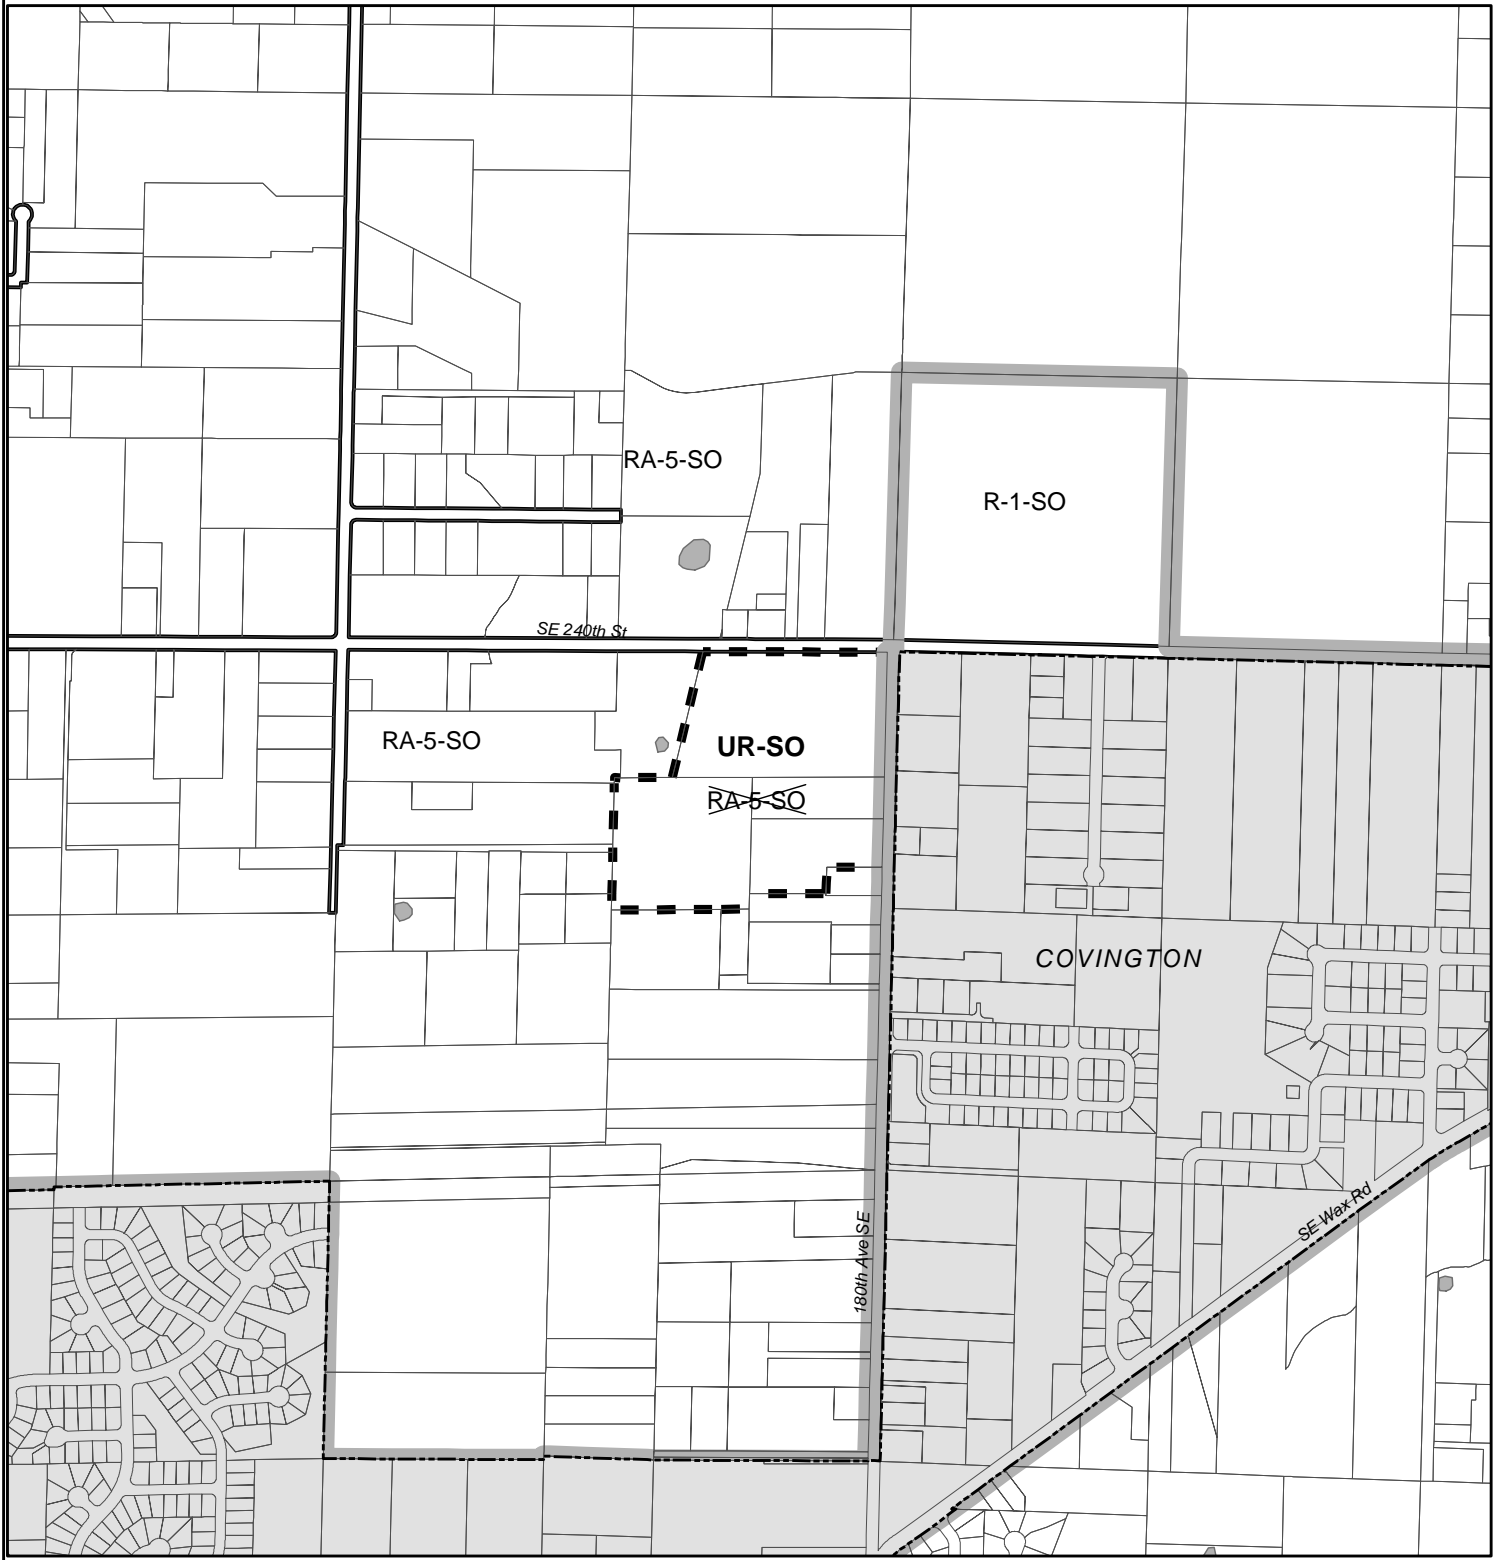 RA-5-SO
R-1-SO
SE 240th St
RA-5-SO
UR-SO
RA-5-SO
COVINGTON
SE Wax Rd
180th Ave SE